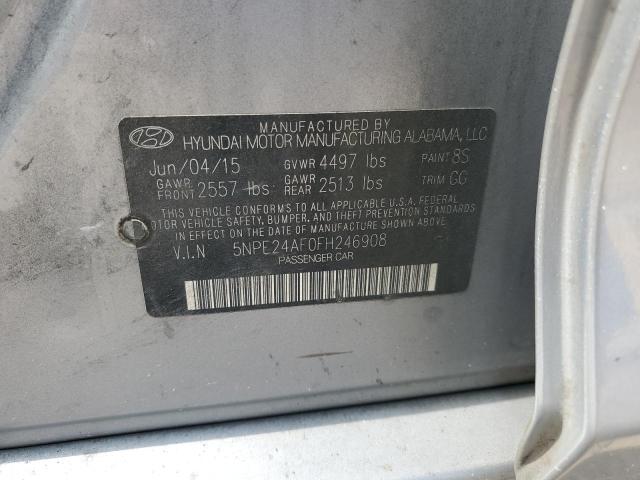 MANUFACTURED BY
HYUNDAI MOTOR MANUFACTURING ALABAMA, LLC
Jun/04/15 GVWR 4497 lbs PAINT 8S
GAWR FRONT 2557 lbs GAWR REAR 2513 lbs TRIM GG
THIS VEHICLE CONFORMS TO ALL APPLICABLE U.S.A. FEDERAL
MOTOR VEHICLE SAFETY, BUMPER, AND THEFT PREVENTION STANDARDS
IN EFFECT ON THE DATE OF MANUFACTURE SHOWN ABOVE.
V.I.N 5NPE24AF0FH246908
PASSENGER CAR